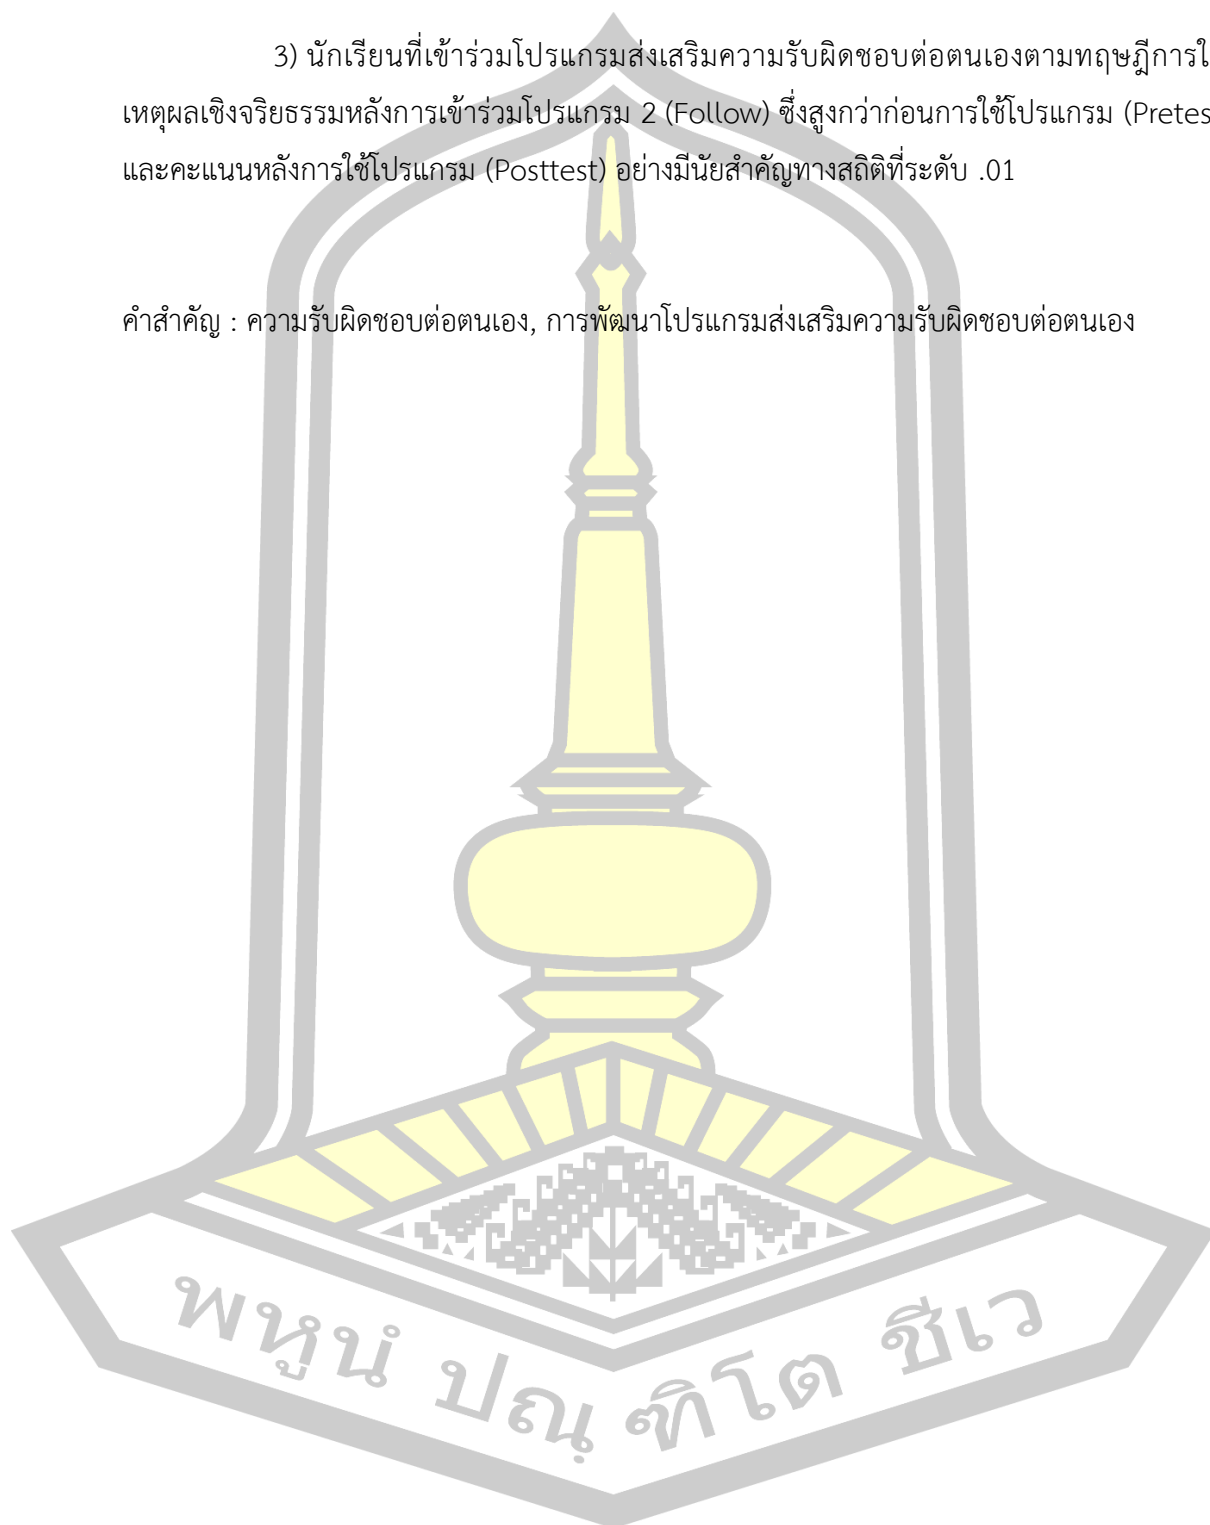 3) นักเรียนที่เข้าร่วมโปรแกรมส่งเสริมความรับผิดชอบต่อตนเองตามทฤษฎีการใ
เหตุผลเชิงจริยธรรมหลังการเข้าร่วมโปรแกรม 2 (Follow) ซึ่งสูงกว่าก่อนการใช้โปรแกรม (Pretes
และคะแนนหลังการใช้โปรแกรม (Posttest) อย่างมีนัยสำคัญทางสถิติที่ระดับ .01
คำสำคัญ : ความรับผิดชอบต่อตนเอง, การพัฒนาโปรแกรมส่งเสริมความรับผิดชอบต่อตนเอง
พหูนํ ปณฺฑิโต ชีเว